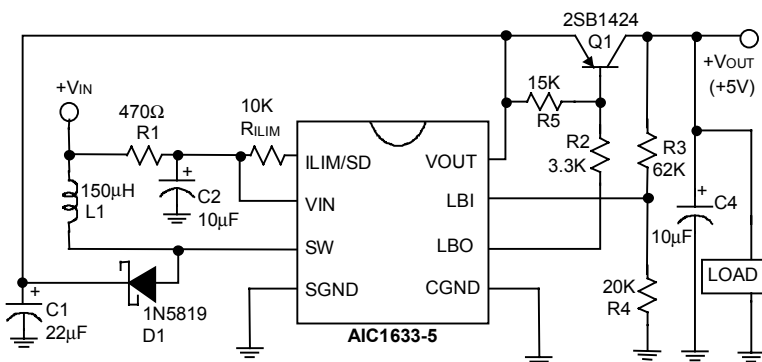 2SB1424
Q1
+VIN
+VOUT
(+5V)
470Ω
R1
10K
RILIM
15K
R5
R2
3.3K
R3
62K
ILIM/SD
VOUT
150µH
L1
C2
10µF
VIN
LBI
C4
10µF
SW
LBO
LOAD
SGND
CGND
20K
R4
1N5819
D1
C1
22µF
AIC1633-5
+
+
+